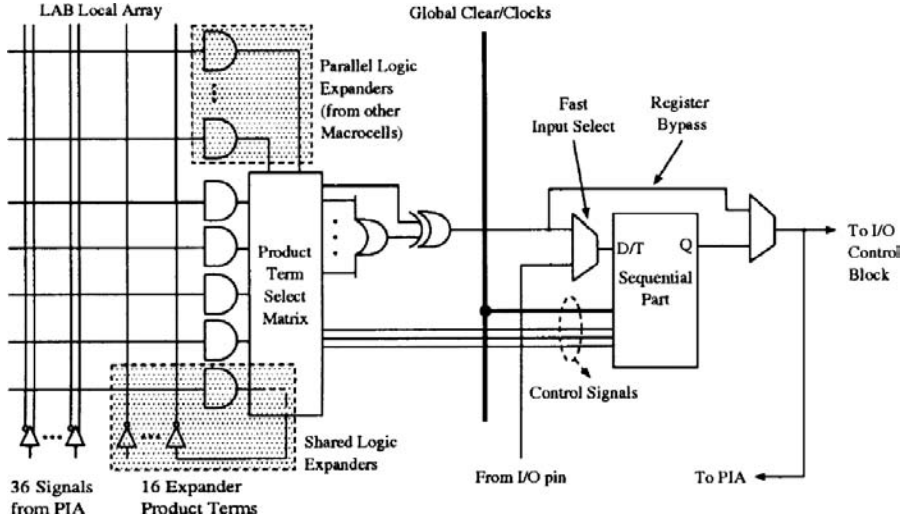 LAB Local Array
Global Clear/Clocks
Parallel Logic
Expanders
(from other
Macrocells)
Fast
Input Select
Register
Bypass
Product
Term
Select
Matrix
D/T
Q
Sequential
Part
To I/O
Control
Block
Control Signals
Shared Logic
Expanders
36 Signals
from PIA
16 Expander
Product Terms
From I/O pin
To PIA